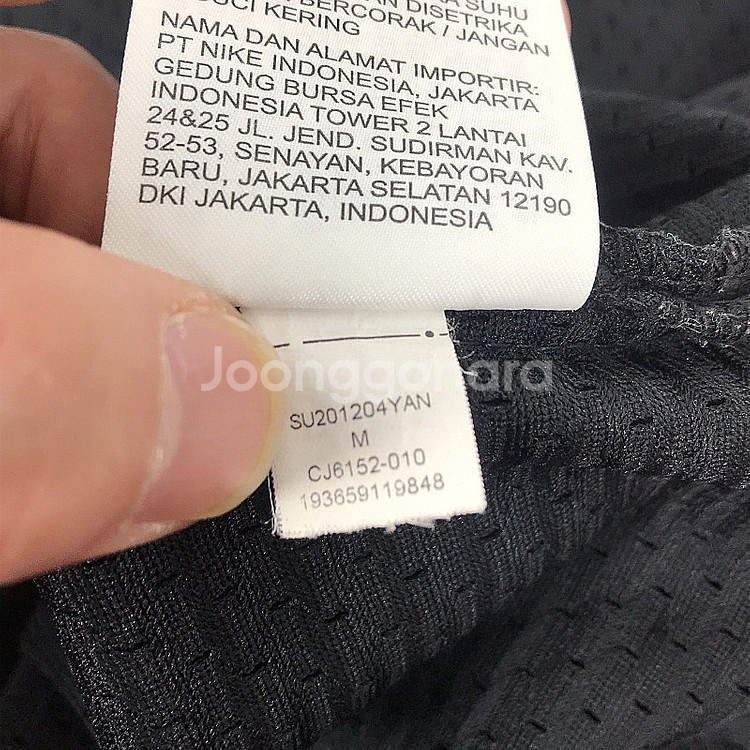 SUHU
DISETRIKA
BERCORAK / JANGAN
KERING
NAMA DAN ALAMAT IMPORTIR:
PT NIKE INDONESIA, JAKARTA
GEDUNG BURSA EFEK
INDONESIA TOWER 2 LANTAI
24&25 JL. JEND. SUDIRMAN KAV.
52-53, SENAYAN, KEBAYORAN
BARU, JAKARTA SELATAN 12190
DKI JAKARTA, INDONESIA
Joonggonara
SU201204YAN
M
CJ6152-010
193659119848